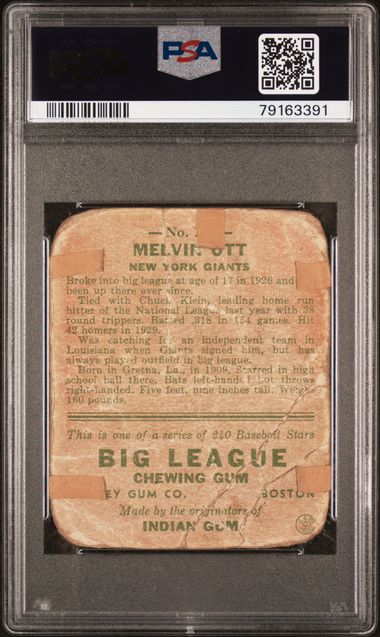 PSA
79163391
No.
MELVIN OTT
NEW YORK GIANTS
Broke into big league at age of 17 in 1926 and
been up there ever since.
Tied with Chuck Klein, leading home run
hitter of the National League last year with 38
round trippers. Batted .318 in 154 games. Hit
42 homers in 1929.
Was catching for an independent team in
Louisiana when Giants signed him, but has
always played outfield in big league.
Born in Gretna, La., in 1909. Starred in high
school ball there. Bats left-handed but throws
right-handed. Five feet, nine inches tall. Weighs
160 pounds.
This is one of a series of 240 Baseball Stars
BIG LEAGUE
CHEWING GUM
EY GUM CO. BOSTON
Made by the originators of
INDIAN GUM